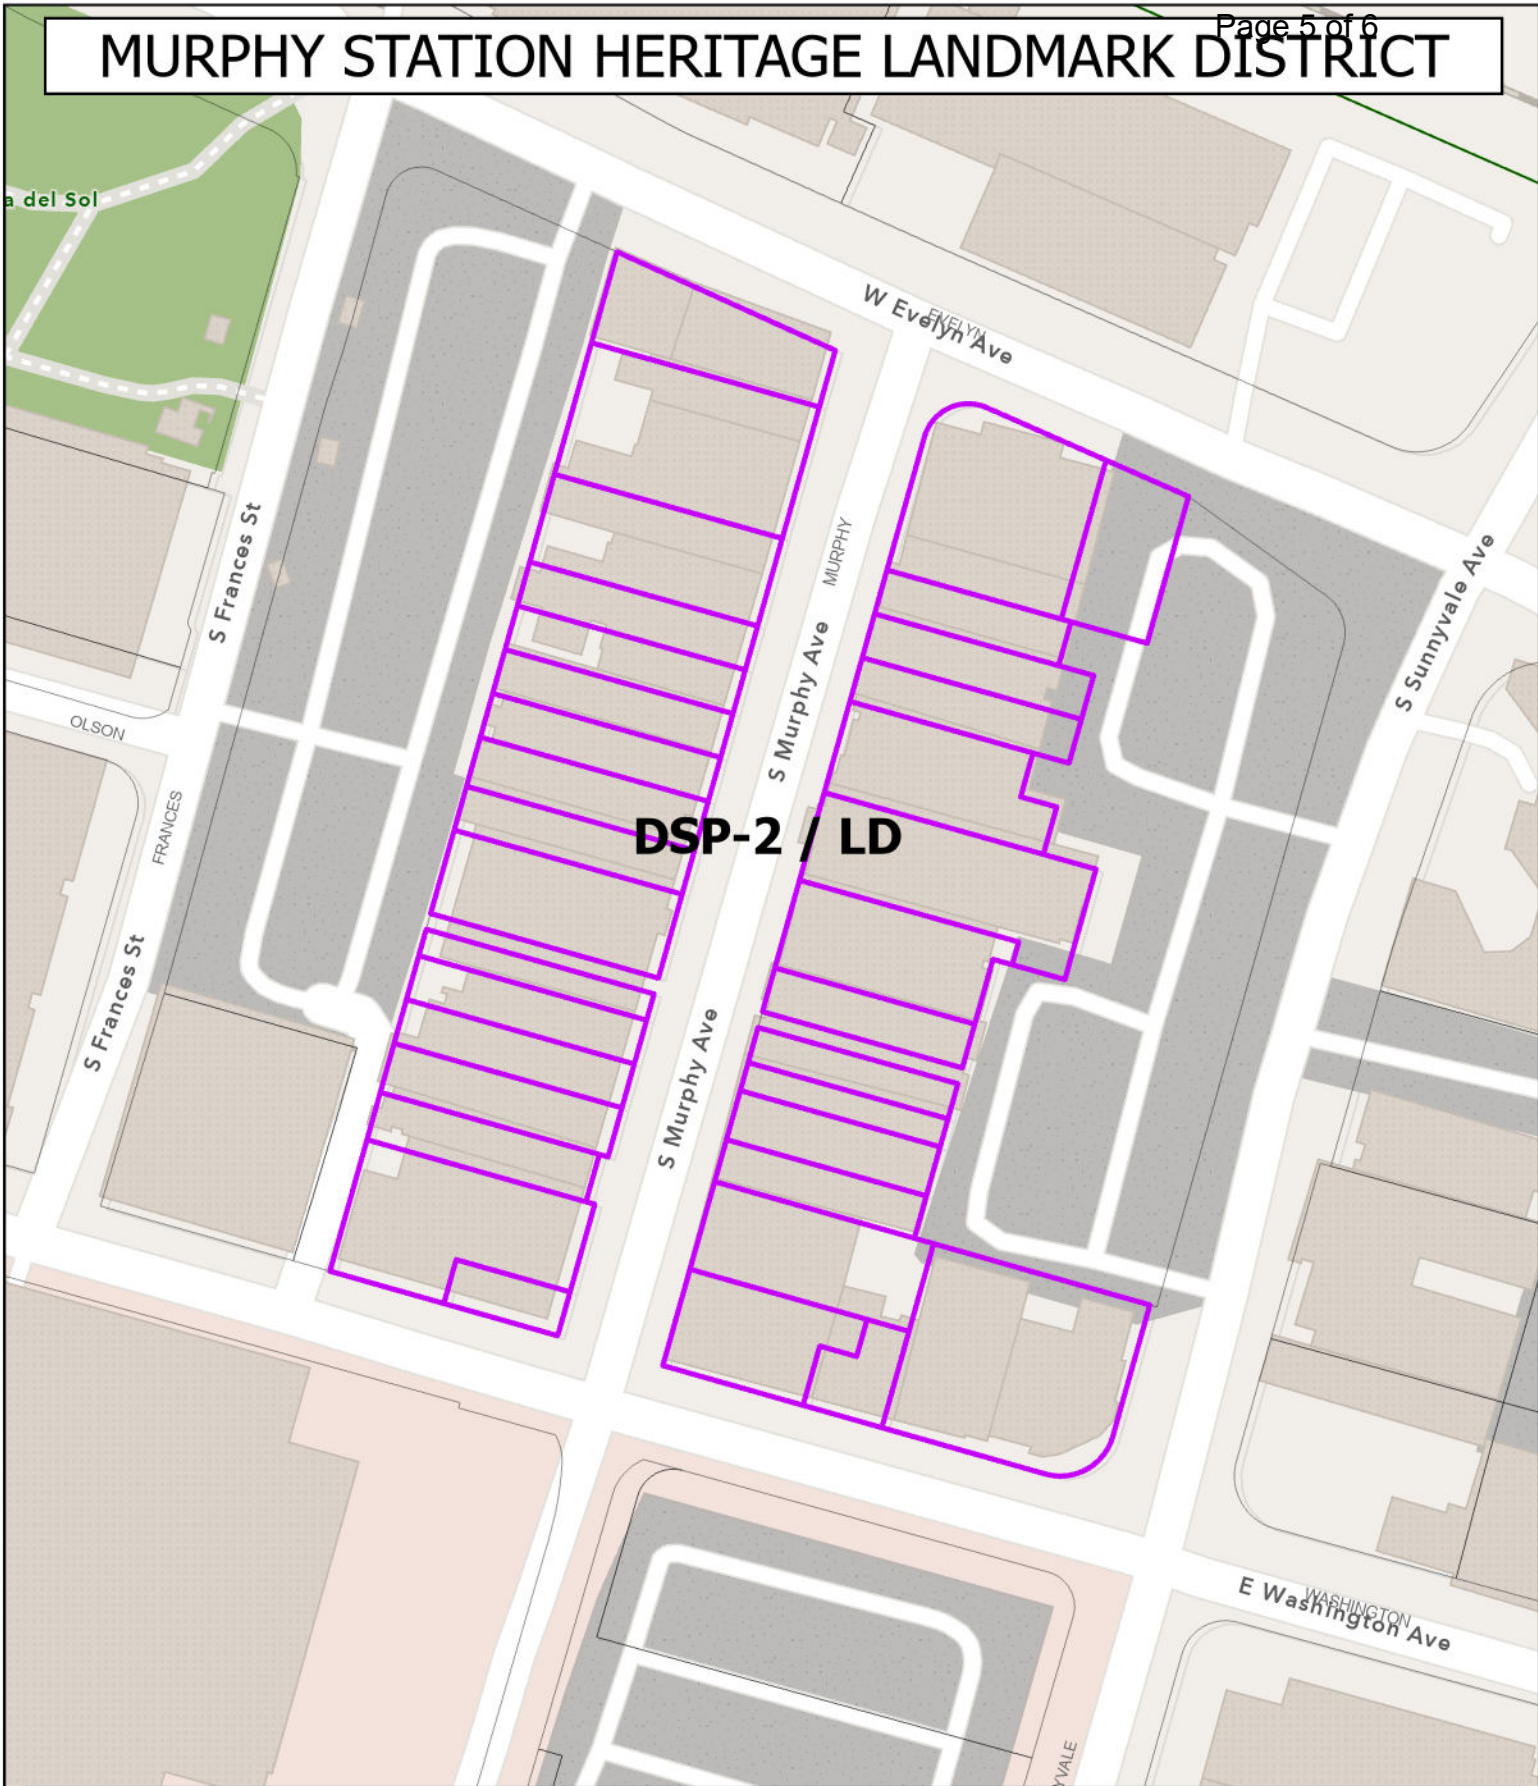 Page 5 of 6
MURPHY STATION HERITAGE LANDMARK DISTRICT
a del Sol
W Evelyn Ave
EVELYN
MURPHY
S Frances St
S Murphy Ave
S Sunnyvale Ave
OLSON
FRANCES
DSP-2 / LD
S Frances St
S Murphy Ave
E Washington Ave
WASHINGTON
YVALE